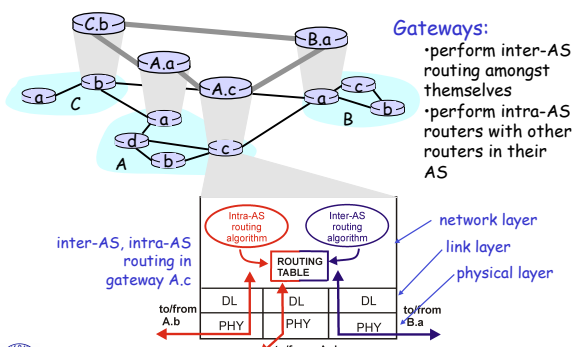 C.b
B.a
A.a
A.c
b
a
C
a
c
b
B
a
d
A
b
c
Gateways:
•perform inter-AS
routing amongst
themselves
•perform intra-AS
routers with other
routers in their
AS
inter-AS, intra-AS
routing in
gateway A.c
Intra-AS
routing
algorithm
Inter-AS
routing
algorithm
ROUTING
TABLE
network layer
link layer
physical layer
DL
DL
DL
PHY
PHY
PHY
to/from
A.b
to/from
B.a